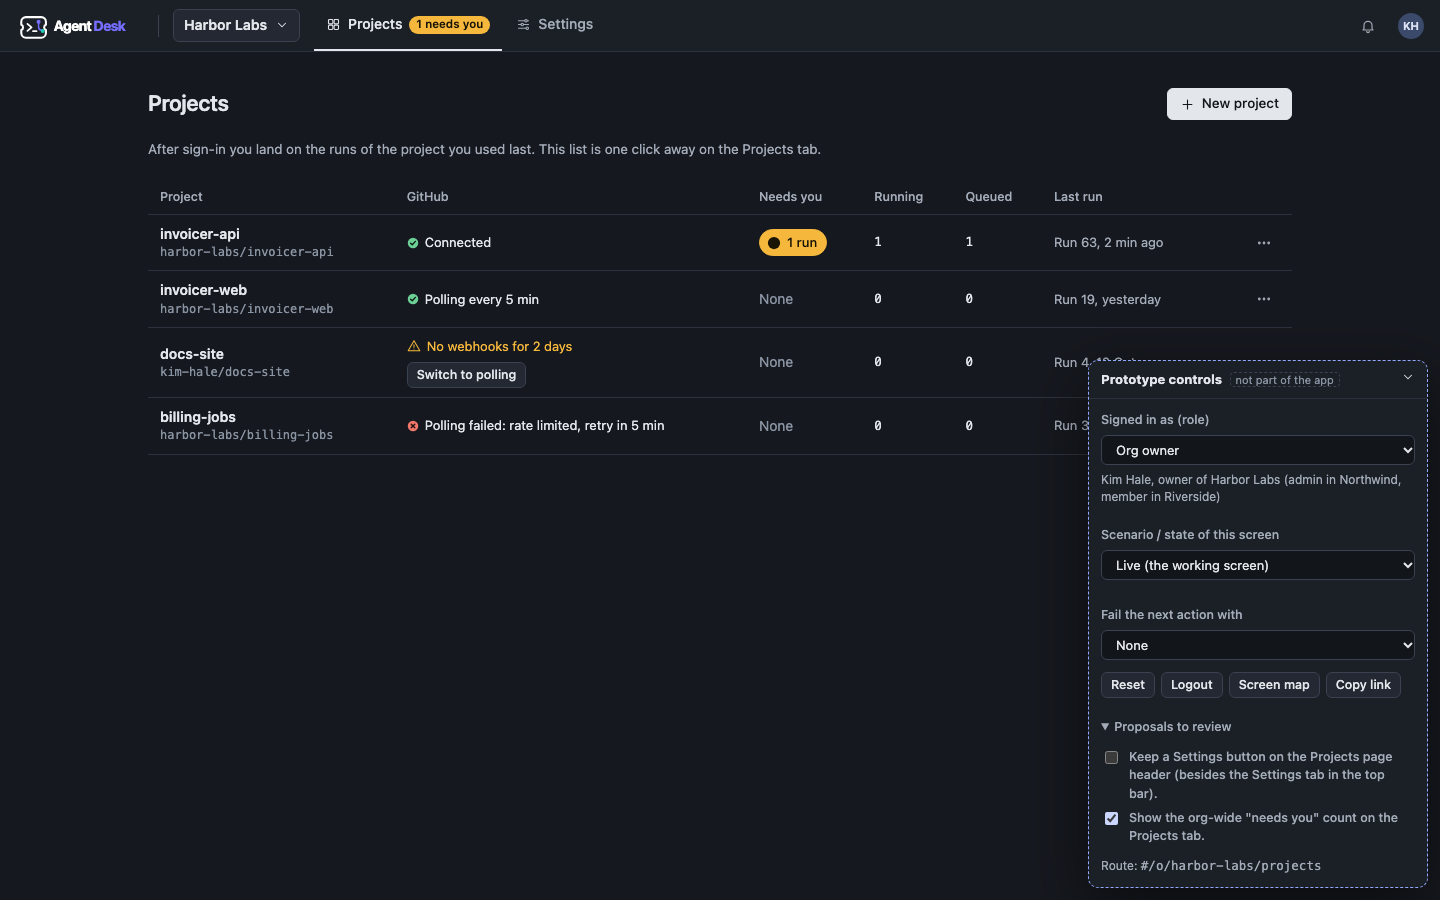 AgentDesk
Harbor Labs
Projects
1 needs you
Settings
KH
Projects
New project
After sign-in you land on the runs of the project you used last. This list is one click away on the Projects tab.
Project GitHub Needs you Running Queued Last run
invoicer-api
harbor-labs/invoicer-api
Connected
1 run
1
1
Run 63, 2 min ago
invoicer-web
harbor-labs/invoicer-web
Polling every 5 min
None
0
0
Run 19, yesterday
docs-site
kim-hale/docs-site
No webhooks for 2 days
Switch to polling
None
0
0
Run 4
billing-jobs
harbor-labs/billing-jobs
Polling failed: rate limited, retry in 5 min
None
0
0
Run 3
Prototype controls
not part of the app
Signed in as (role)
Org owner
Kim Hale, owner of Harbor Labs (admin in Northwind,
member in Riverside)
Scenario / state of this screen
Live (the working screen)
Fail the next action with
None
Reset
Logout
Screen map
Copy link
Proposals to review
Keep a Settings button on the Projects page
header (besides the Settings tab in the top
bar).
Show the org-wide "needs you" count on the
Projects tab.
Route: #/o/harbor-labs/projects